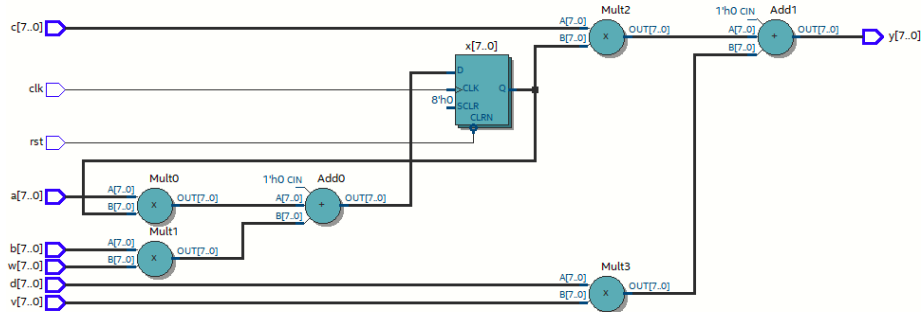 Mult2
1'h0 CIN
Add1
c[7..0]
A[7..0]
B[7..0]
x
OUT[7..0]
A[7..0]
B[7..0]
+
OUT[7..0]
y[7..0]
x[7..0]
D
clk
CLK
Q
8'h0
SCLR
CLRN
rst
Mult0
1'h0 CIN
Add0
a[7..0]
A[7..0]
B[7..0]
x
OUT[7..0]
A[7..0]
B[7..0]
+
OUT[7..0]
Mult1
b[7..0]
w[7..0]
A[7..0]
B[7..0]
x
OUT[7..0]
Mult3
d[7..0]
v[7..0]
A[7..0]
B[7..0]
x
OUT[7..0]